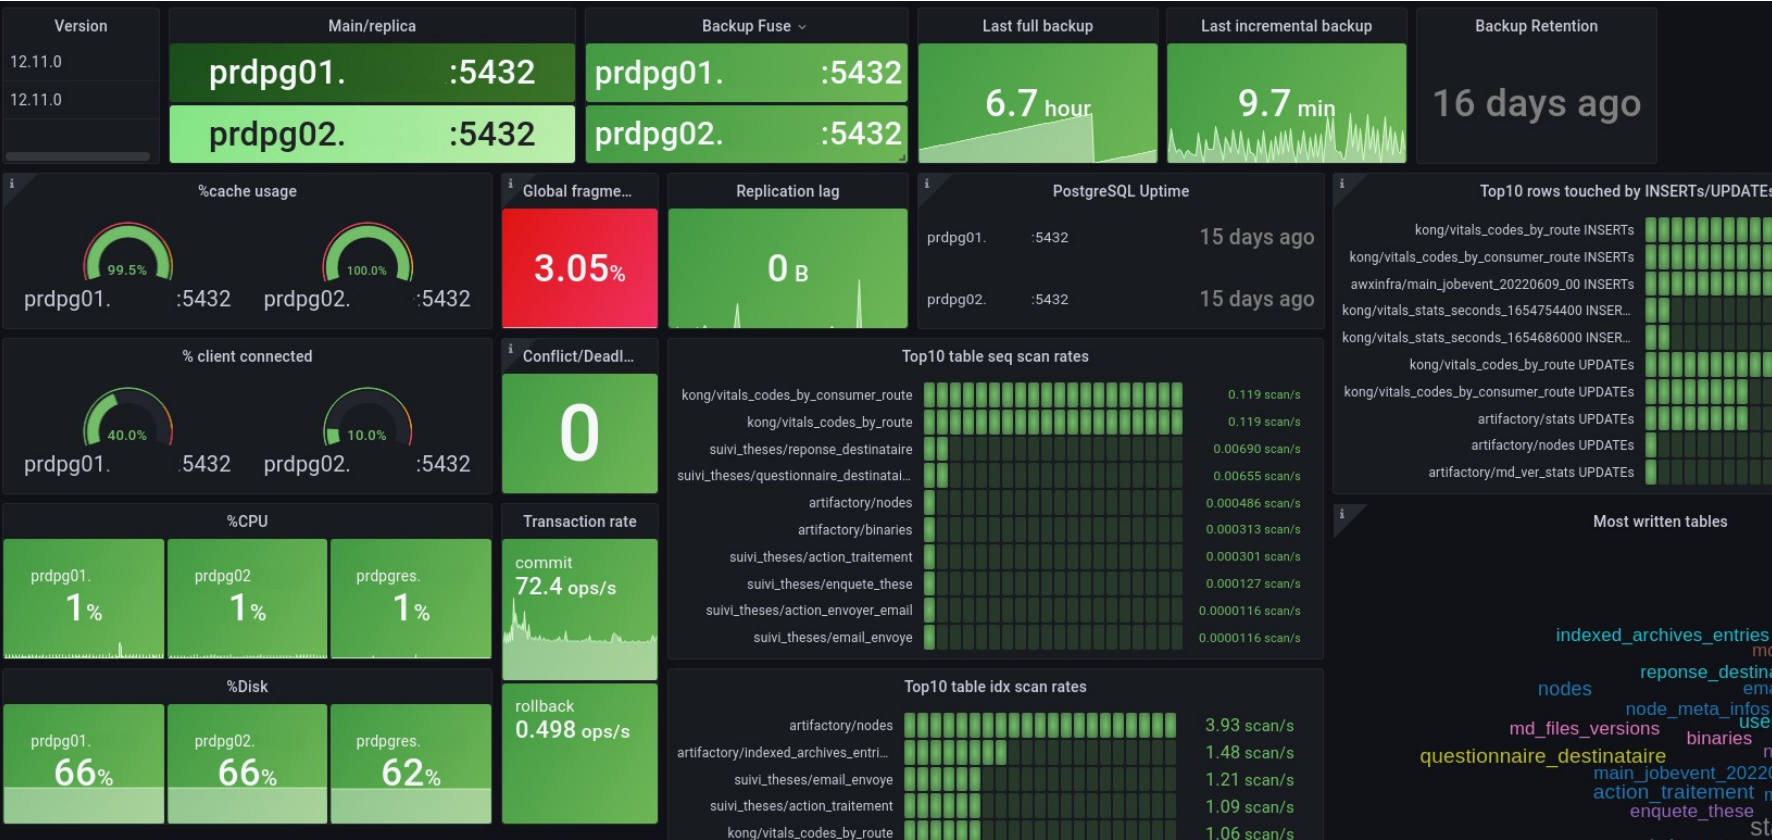 Version
12.11.0
12.11.0
Main/replica
prdpg01. :5432
prdpg02. :5432
Backup Fuse
prdpg01. :5432
prdpg02. :5432
Last full backup
6.7 hour
Last incremental backup
9.7 min
Backup Retention
16 days ago
%cache usage
99.5%
100.0%
prdpg01. :5432
prdpg02. :5432
Global fragme...
3.05%
Replication lag
0 B
PostgreSQL Uptime
prdpg01. :5432 15 days ago
prdpg02. :5432 15 days ago
Top10 rows touched by INSERTs/UPDATEs
kong/vitals_codes_by_route INSERTs
kong/vitals_codes_by_consumer_route INSERTs
awxinfra/main_jobevent_20220609_00 INSERTs
kong/vitals_stats_seconds_1654754400 INSER...
kong/vitals_stats_seconds_1654686000 INSER...
kong/vitals_codes_by_route UPDATEs
kong/vitals_codes_by_consumer_route UPDATEs
artifactory/stats UPDATEs
artifactory/nodes UPDATEs
artifactory/md_ver_stats UPDATEs
% client connected
40.0%
10.0%
prdpg01. :5432
prdpg02. :5432
Conflict/Deadl...
0
Top10 table seq scan rates
kong/vitals_codes_by_consumer_route 0.119 scan/s
kong/vitals_codes_by_route 0.119 scan/s
suivi_theses/reponse_destinataire 0.00690 scan/s
suivi_theses/questionnaire_destinatai... 0.00655 scan/s
artifactory/nodes 0.000486 scan/s
artifactory/binaries 0.000313 scan/s
suivi_theses/action_traitement 0.000301 scan/s
suivi_theses/enquete_these 0.000127 scan/s
suivi_theses/action_envoyer_email 0.0000116 scan/s
suivi_theses/email_envoye 0.0000116 scan/s
%CPU
prdpg01.
1%
prdpg02
1%
prdpgres.
1%
Transaction rate
commit
72.4 ops/s
rollback
0.498 ops/s
%Disk
prdpg01.
66%
prdpg02.
66%
prdpgres.
62%
Top10 table idx scan rates
artifactory/nodes 3.93 scan/s
artifactory/indexed_archives_entri... 1.48 scan/s
suivi_theses/email_envoye 1.21 scan/s
suivi_theses/action_traitement 1.09 scan/s
kong/vitals_codes_by_route 1.06 scan/s
Most written tables
indexed_archives_entries
reponse_destina
nodes
ema
node_meta_infos
use
md_files_versions
binaries
questionnaire_destinataire
main_jobevent_2022
action_traitement
enquete_these